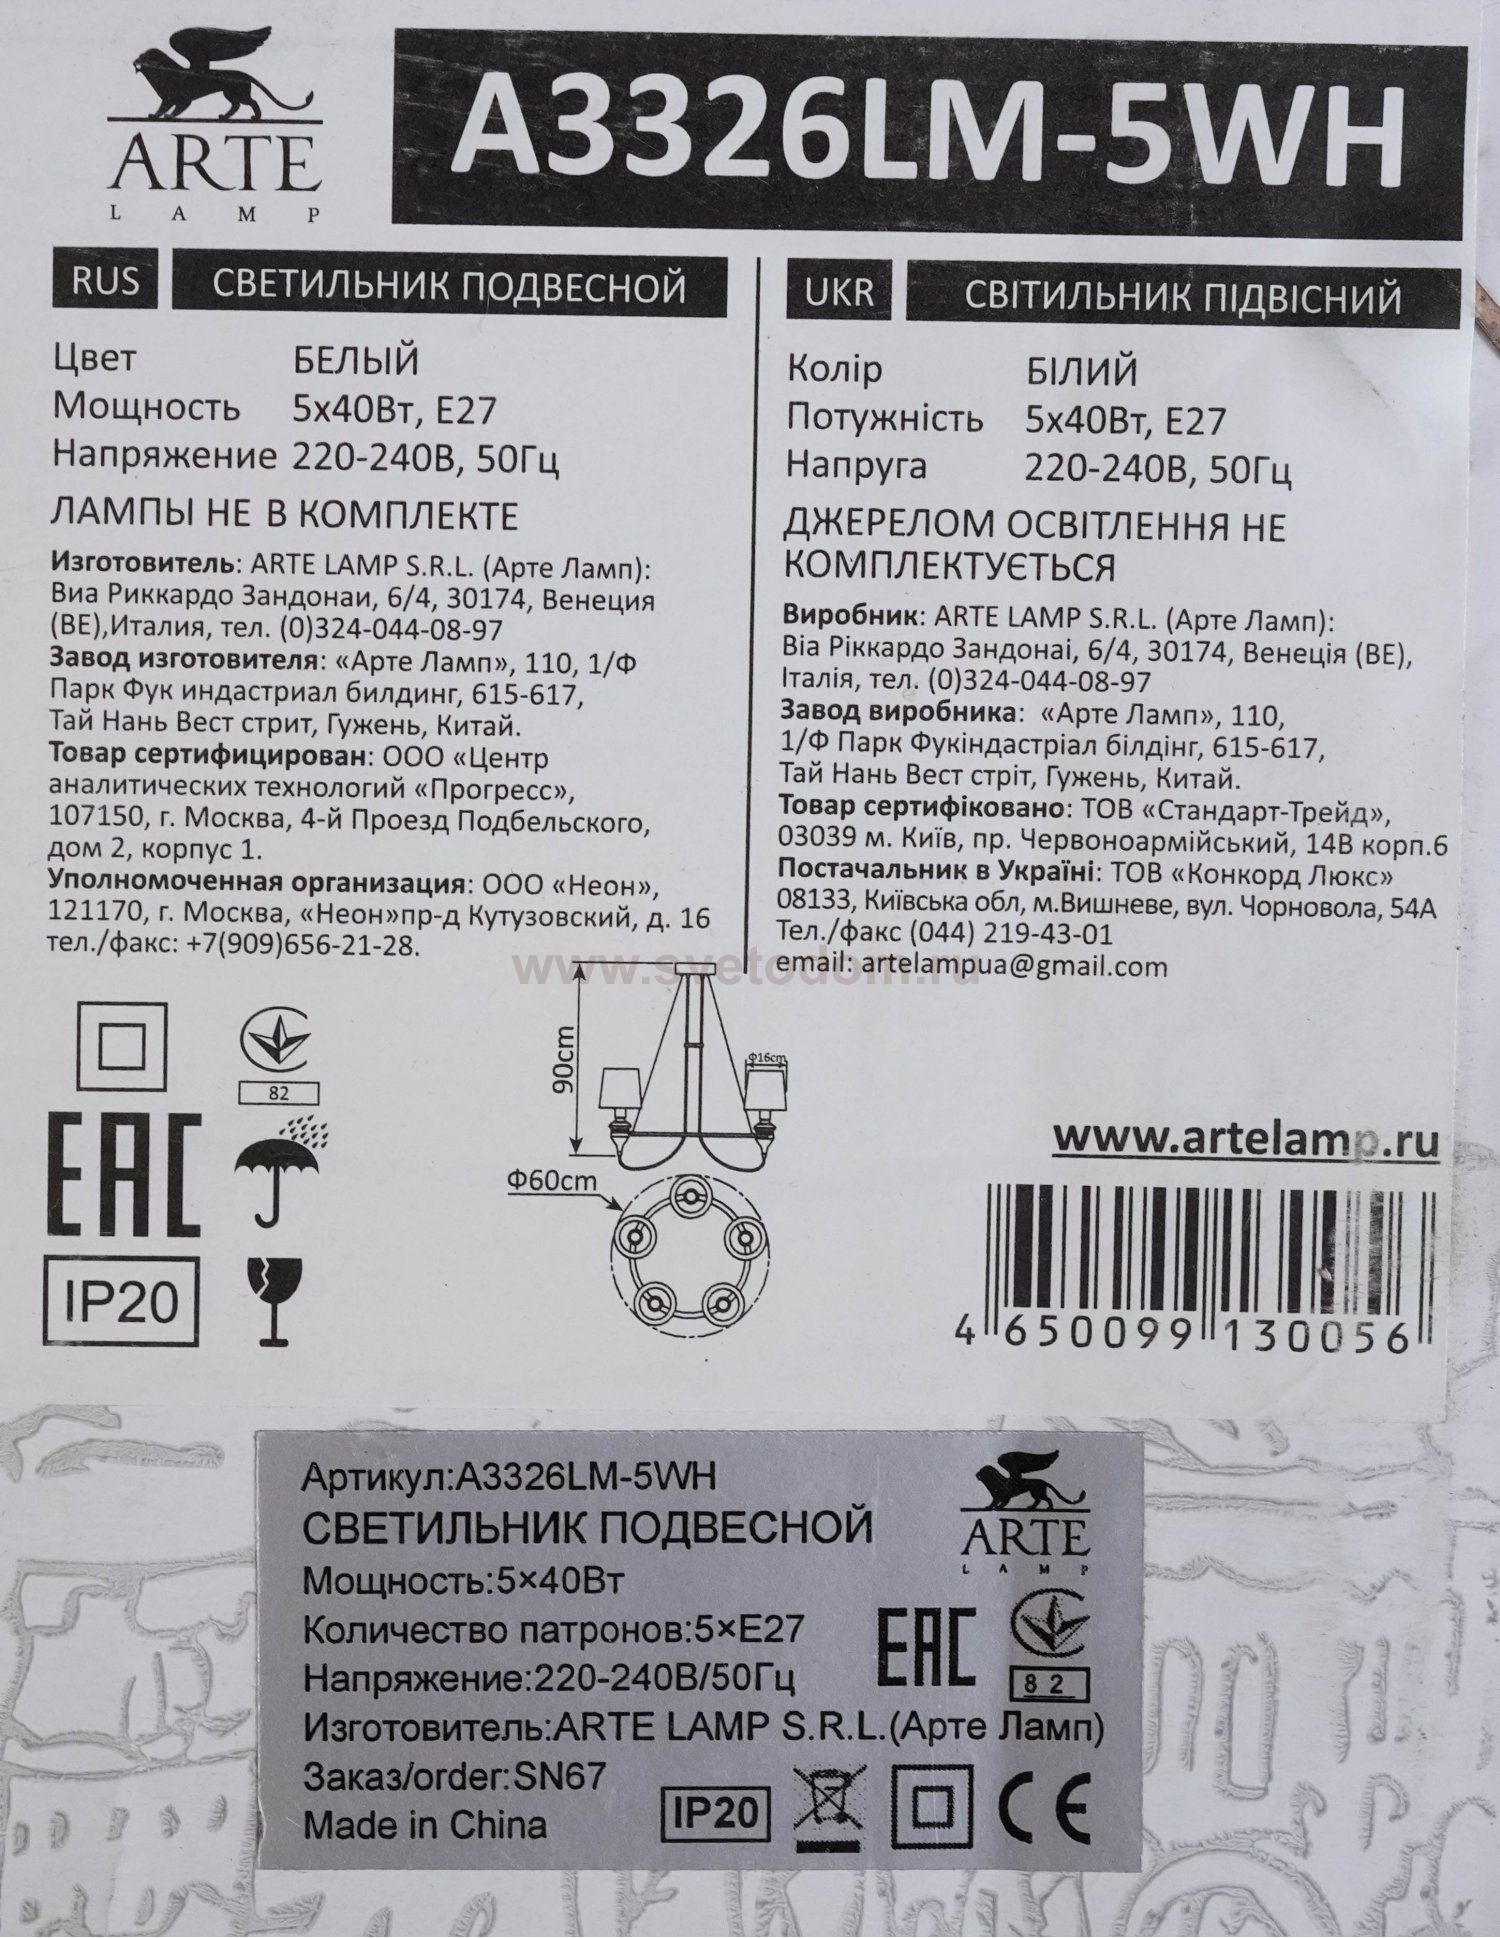 ARTE
LAMP
A3326LM-5WH
RUS
СВЕТИЛЬНИК ПОДВЕСНОЙ
Цвет БЕЛЫЙ
Мощность 5х40Вт, Е27
Напряжение 220-240В, 50Гц
ЛАМПЫ НЕ В КОМПЛЕКТЕ
Изготовитель: ARTE LAMP S.R.L. (Арте Ламп):
Виа Риккардо Зандонаи, 6/4, 30174, Венеция
(ВЕ),Италия, тел. (0)324-044-08-97
Завод изготовителя: «Арте Ламп», 110, 1/Ф
Парк Фук индастриал билдинг, 615-617,
Тай Нань Вест стрит, Гужень, Китай.
Товар сертифицирован: ООО «Центр
аналитических технологий «Прогресс»,
107150, г. Москва, 4-й Проезд Подбельского,
дом 2, корпус 1.
Уполномоченная организация: ООО «Неон»,
121170, г. Москва, «Неон»пр-д Кутузовский, д. 16
тел./факс: +7(909)656-21-28.
UKR
СВІТИЛЬНИК ПІДВІСНИЙ
Колір БІЛИЙ
Потужність 5х40Вт, Е27
Напруга 220-240В, 50Гц
ДЖЕРЕЛОМ ОСВІТЛЕННЯ НЕ
КОМПЛЕКТУЄТЬСЯ
Виробник: ARTE LAMP S.R.L. (Арте Ламп):
Віа Ріккардо Зандонаі, 6/4, 30174, Венеція (ВЕ),
Італія, тел. (0)324-044-08-97
Завод виробника: «Арте Ламп», 110,
1/Ф Парк Фукіндастріал білдінг, 615-617,
Тай Нань Вест стріт, Гужень, Китай.
Товар сертифіковано: ТОВ «Стандарт-Трейд»,
03039 м. Київ, пр. Червоноармійський, 14В корп.6
Постачальник в Україні: ТОВ «Конкорд Люкс»
08133, Київська обл, м.Вишневе, вул. Чорновола, 54А
Тел./факс (044) 219-43-01
email: artelampua@gmail.com
www.svetodom.ru
82
EAC
IP20
90cm
Ф16cm
Ф60cm
www.artelamp.ru
4 650099 130056
Артикул:A3326LM-5WH
СВЕТИЛЬНИК ПОДВЕСНОЙ
Мощность:5×40Вт
Количество патронов:5×E27
Напряжение:220-240В/50Гц
Изготовитель:ARTE LAMP S.R.L.(Арте Ламп)
Заказ/order:SN67
Made in China
ARTE
LAMP
EAC
82
IP20
CE